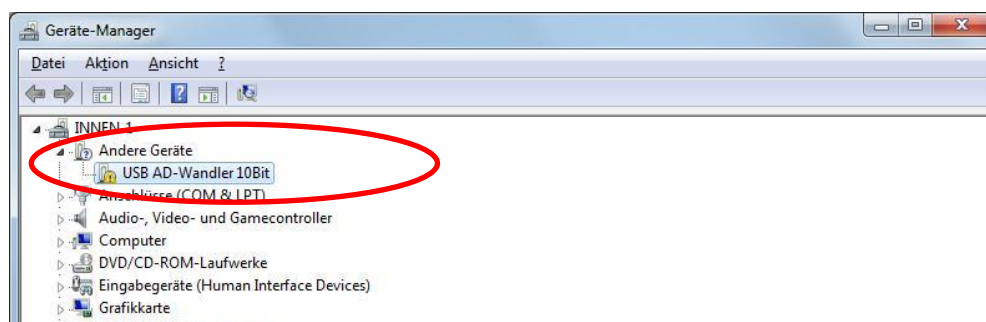 Geräte-Manager
Datei Aktion Ansicht ?
INNEN-1
Andere Geräte
USB AD-Wandler 10Bit
Anschlüsse (COM & LPT)
Audio-, Video- und Gamecontroller
Computer
DVD/CD-ROM-Laufwerke
Eingabegeräte (Human Interface Devices)
Grafikkarte